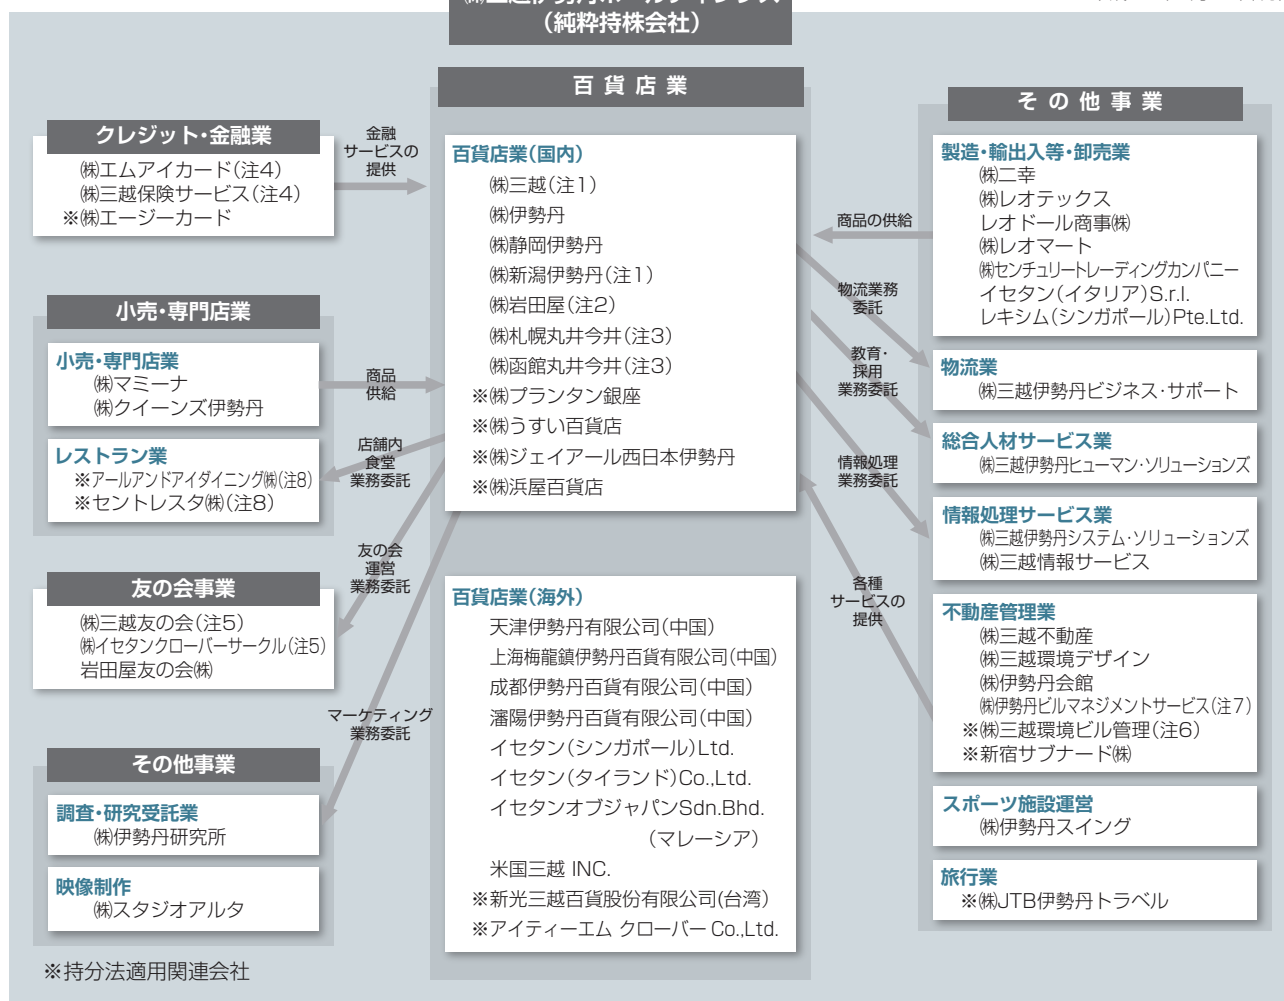 (純粋持株会社)
クレジット・金融業
㈱エムアイカード(注4)
㈱三越保険サービス(注4)
※㈱エージーカード
金融
サービスの
提供
小売・専門店業
小売・専門店業
㈱マミーナ
㈱クイーンズ伊勢丹
商品
供給
レストラン業
※アールアンドアイダイニング㈱(注8)
※セントレスタ㈱(注8)
店舗内
食堂
業務委託
友の会事業
㈱三越友の会(注5)
㈱イセタンクローバーサークル(注5)
岩田屋友の会㈱
友の会
運営
業務委託
その他事業
調査・研究受託業
㈱伊勢丹研究所
映像制作
㈱スタジオアルタ
マーケティング
業務委託
※持分法適用関連会社
百貨店業
百貨店業(国内)
㈱三越(注1)
㈱伊勢丹
㈱静岡伊勢丹
㈱新潟伊勢丹(注1)
㈱岩田屋(注2)
㈱札幌丸井今井(注3)
㈱函館丸井今井(注3)
※㈱プランタン銀座
※㈱うすい百貨店
※㈱ジェイアール西日本伊勢丹
※㈱浜屋百貨店
百貨店業(海外)
天津伊勢丹有限公司(中国)
上海梅龍鎮伊勢丹百貨有限公司(中国)
成都伊勢丹百貨有限公司(中国)
瀋陽伊勢丹百貨有限公司(中国)
イセタン(シンガポール)Ltd.
イセタン(タイランド)Co.,Ltd.
イセタンオブジャパンSdn.Bhd.
(マレーシア)
米国三越 INC.
※新光三越百貨股份有限公司(台湾)
※アイティーエム クローバー Co.,Ltd.
商品の供給
物流業務
委託
教育・
採用
業務委託
情報処理
業務委託
各種
サービスの
提供
その他事業
製造・輸出入等・卸売業
㈱二幸
㈱レオテックス
レオドール商事㈱
㈱レオマート
㈱センチュリートレーディングカンパニー
イセタン(イタリア)S.r.l.
レキシム(シンガポール)Pte.Ltd.
物流業
㈱三越伊勢丹ビジネス・サポート
総合人材サービス業
㈱三越伊勢丹ヒューマン・ソリューションズ
情報処理サービス業
㈱三越伊勢丹システム・ソリューションズ
㈱三越情報サービス
不動産管理業
㈱三越不動産
㈱三越環境デザイン
㈱伊勢丹会館
㈱伊勢丹ビルマネジメントサービス(注7)
※㈱三越環境ビル管理(注6)
※新宿サブナード㈱
スポーツ施設運営
㈱伊勢丹スイング
旅行業
※㈱JTB伊勢丹トラベル